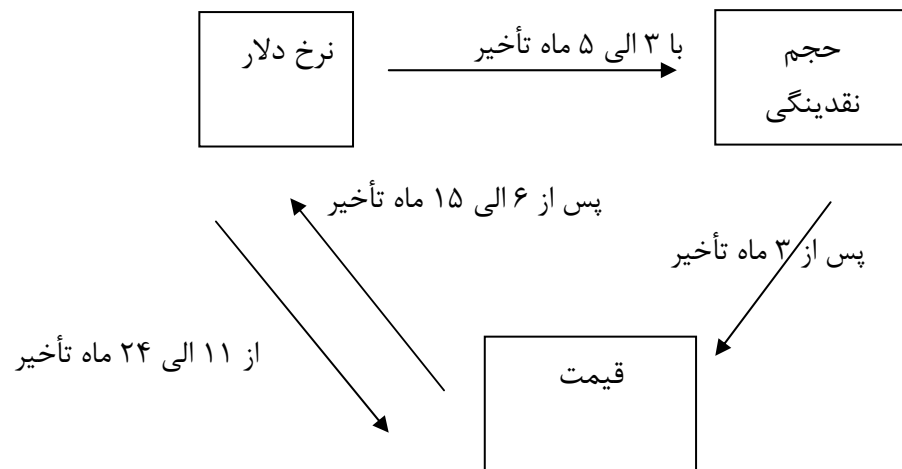 حجم
نقدینگی
با ۳ الی ۵ ماه تأخیر
نرخ دلار
پس از ۶ الی ۱۵ ماه تأخیر
پس از ۳ ماه تأخیر
از ۱۱ الی ۲۴ ماه تأخیر
قیمت